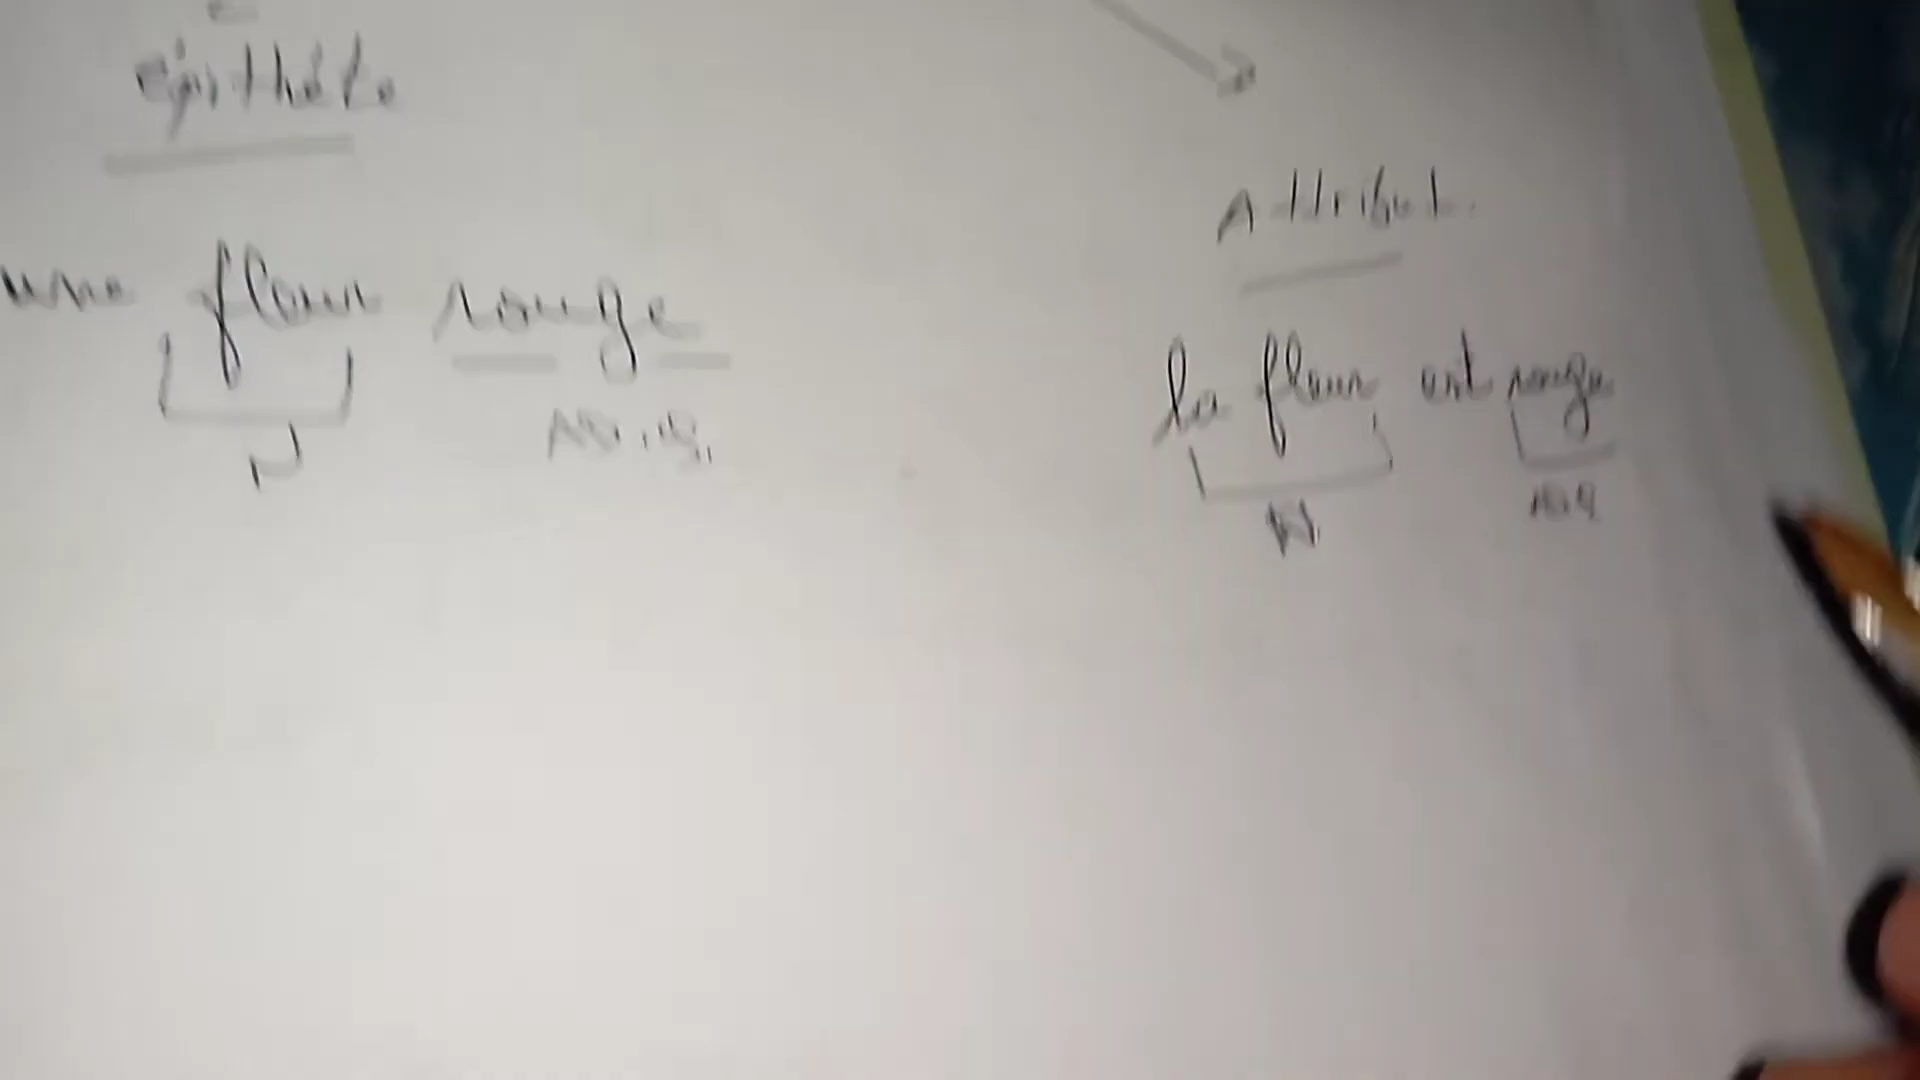 épithète
une fleur rouge
N
Attribut
la fleur est rouge
N